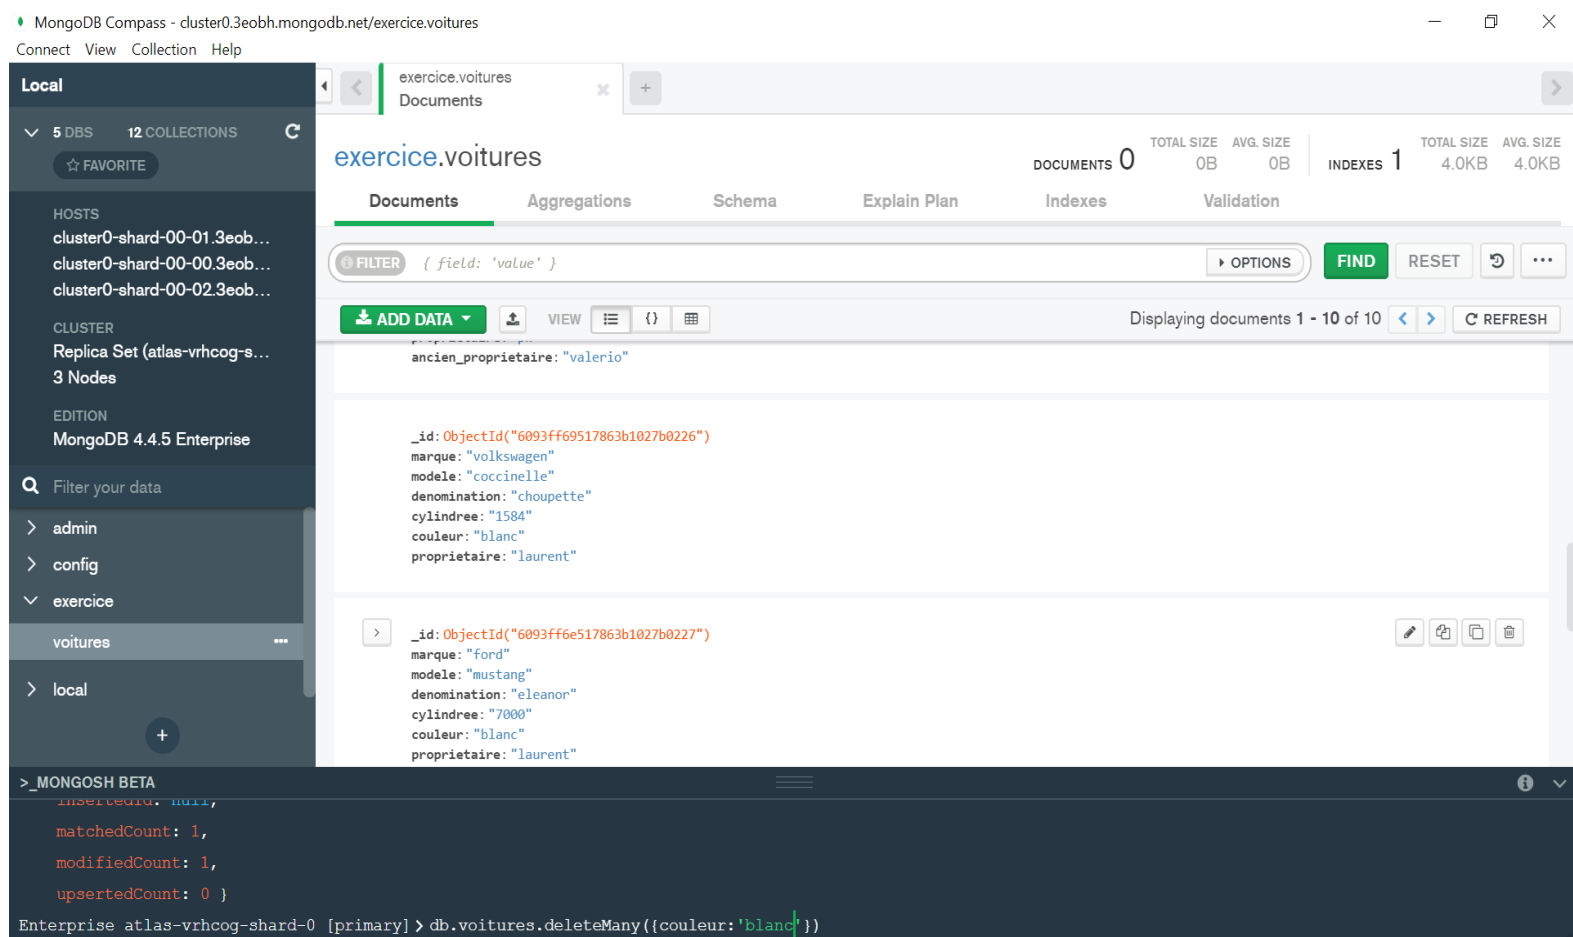 MongoDB Compass - cluster0.3eobh.mongodb.net/exercice.voitures
Connect View Collection Help
Local
5 DBS 12 COLLECTIONS
FAVORITE
HOSTS
cluster0-shard-00-01.3eob...
cluster0-shard-00-00.3eob...
cluster0-shard-00-02.3eob...
CLUSTER
Replica Set (atlas-vrhcog-s...
3 Nodes
EDITION
MongoDB 4.4.5 Enterprise
Filter your data
admin
config
exercice
voitures
local
+
exercice.voitures
Documents
exercice.voitures
DOCUMENTS 0 TOTAL SIZE 0B AVG. SIZE 0B INDEXES 1 TOTAL SIZE 4.0KB AVG. SIZE 4.0KB
Documents Aggregations Schema Explain Plan Indexes Validation
FILTER { field: 'value' } OPTIONS FIND RESET ...
ADD DATA VIEW {} Displaying documents 1 - 10 of 10 REFRESH
ancien_proprietaire: "valerio"
_id: ObjectId("6093ff69517863b1027b0226")
marque: "volkswagen"
modele: "coccinelle"
denomination: "choupette"
cylindree: "1584"
couleur: "blanc"
proprietaire: "laurent"
_id: ObjectId("6093ff6e517863b1027b0227")
marque: "ford"
modele: "mustang"
denomination: "eleanor"
cylindree: "7000"
couleur: "blanc"
proprietaire: "laurent"
>_MONGOSH BETA
insertedId: null,
matchedCount: 1,
modifiedCount: 1,
upsertedCount: 0 }
Enterprise atlas-vrhcog-shard-0 [primary]> db.voitures.deleteMany({couleur:'blanc'})